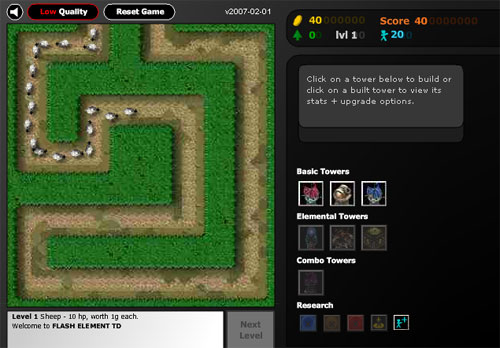 Low Quality
Reset Game
v2007-02-01
40
Score 40
0
lvl 1
20
Click on a tower below to build or
click on a built tower to view its
stats + upgrade options.
Basic Towers
Elemental Towers
Combo Towers
Research
Level 1 Sheep - 10 hp, worth 1g each.
Welcome to FLASH ELEMENT TD
Next
Level